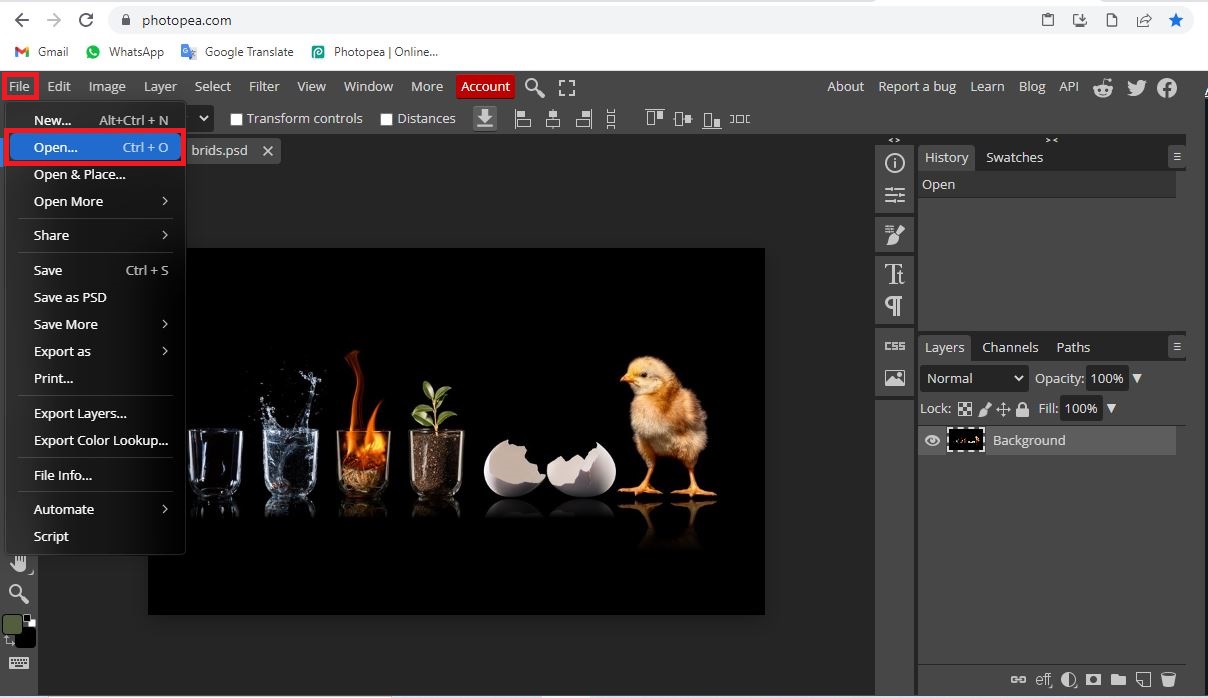 photopea.com
Gmail WhatsApp Google Translate Photopea | Online...
File Edit Image Layer Select Filter View Window More Account About Report a bug Learn Blog API
Transform controls Distances
New... Alt+Ctrl + N
Open... Ctrl + O
Open & Place...
Open More
Share
Save Ctrl + S
Save as PSD
Save More
Export as
Print...
Export Layers...
Export Color Lookup...
File Info...
Automate
Script
brids.psd
History Swatches
Open
Tt
¶
CSS
Layers Channels Paths
Normal Opacity: 100%
Lock: Fill: 100%
Background
eff